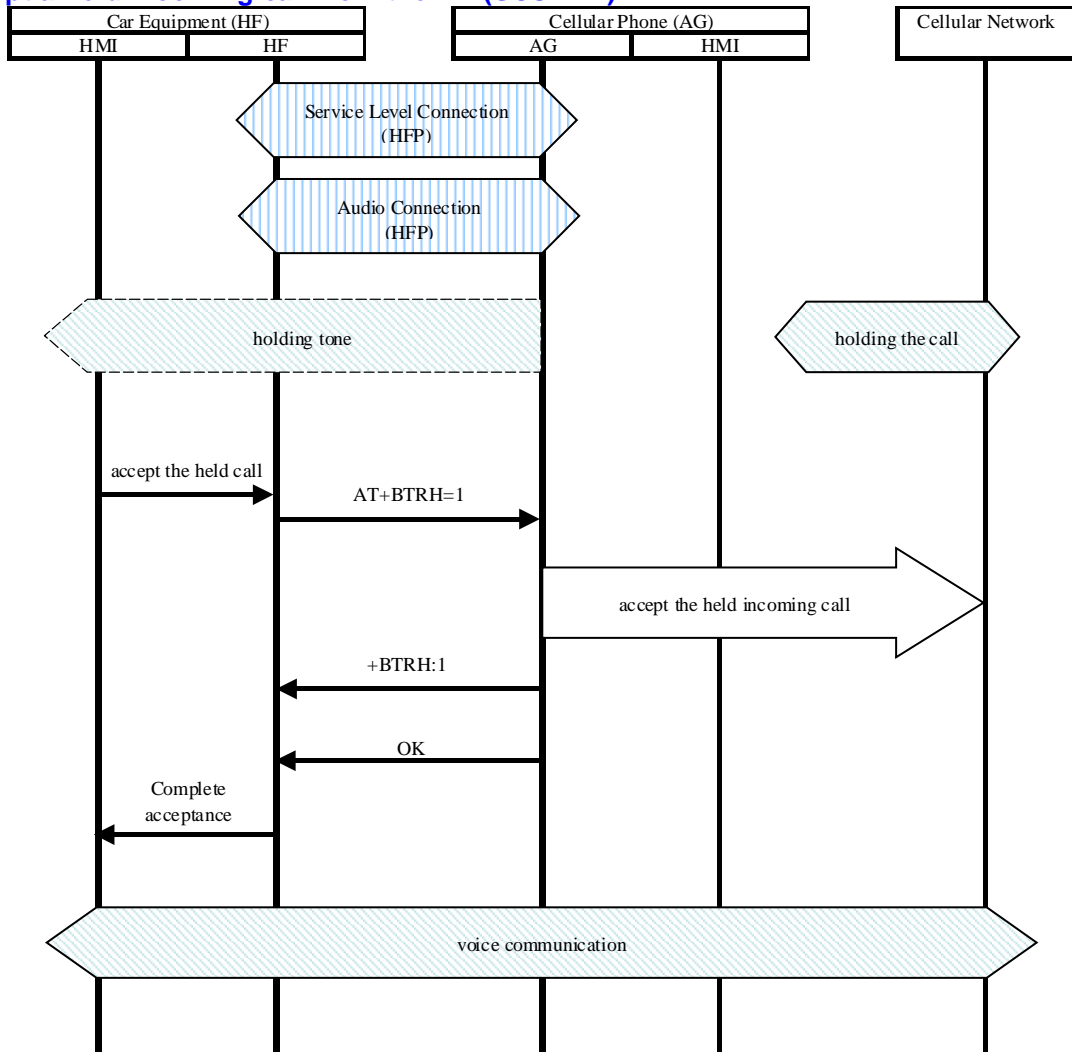 Car Equipment (HF)
Cellular Phone (AG)
Cellular Network
HMI
HF
AG
HMI
Service Level Connection
(HFP)
Audio Connection
(HFP)
holding tone
holding the call
accept the held call
AT+BTRH=1
accept the held incoming call
+BTRH:1
OK
Complete
acceptance
voice communication